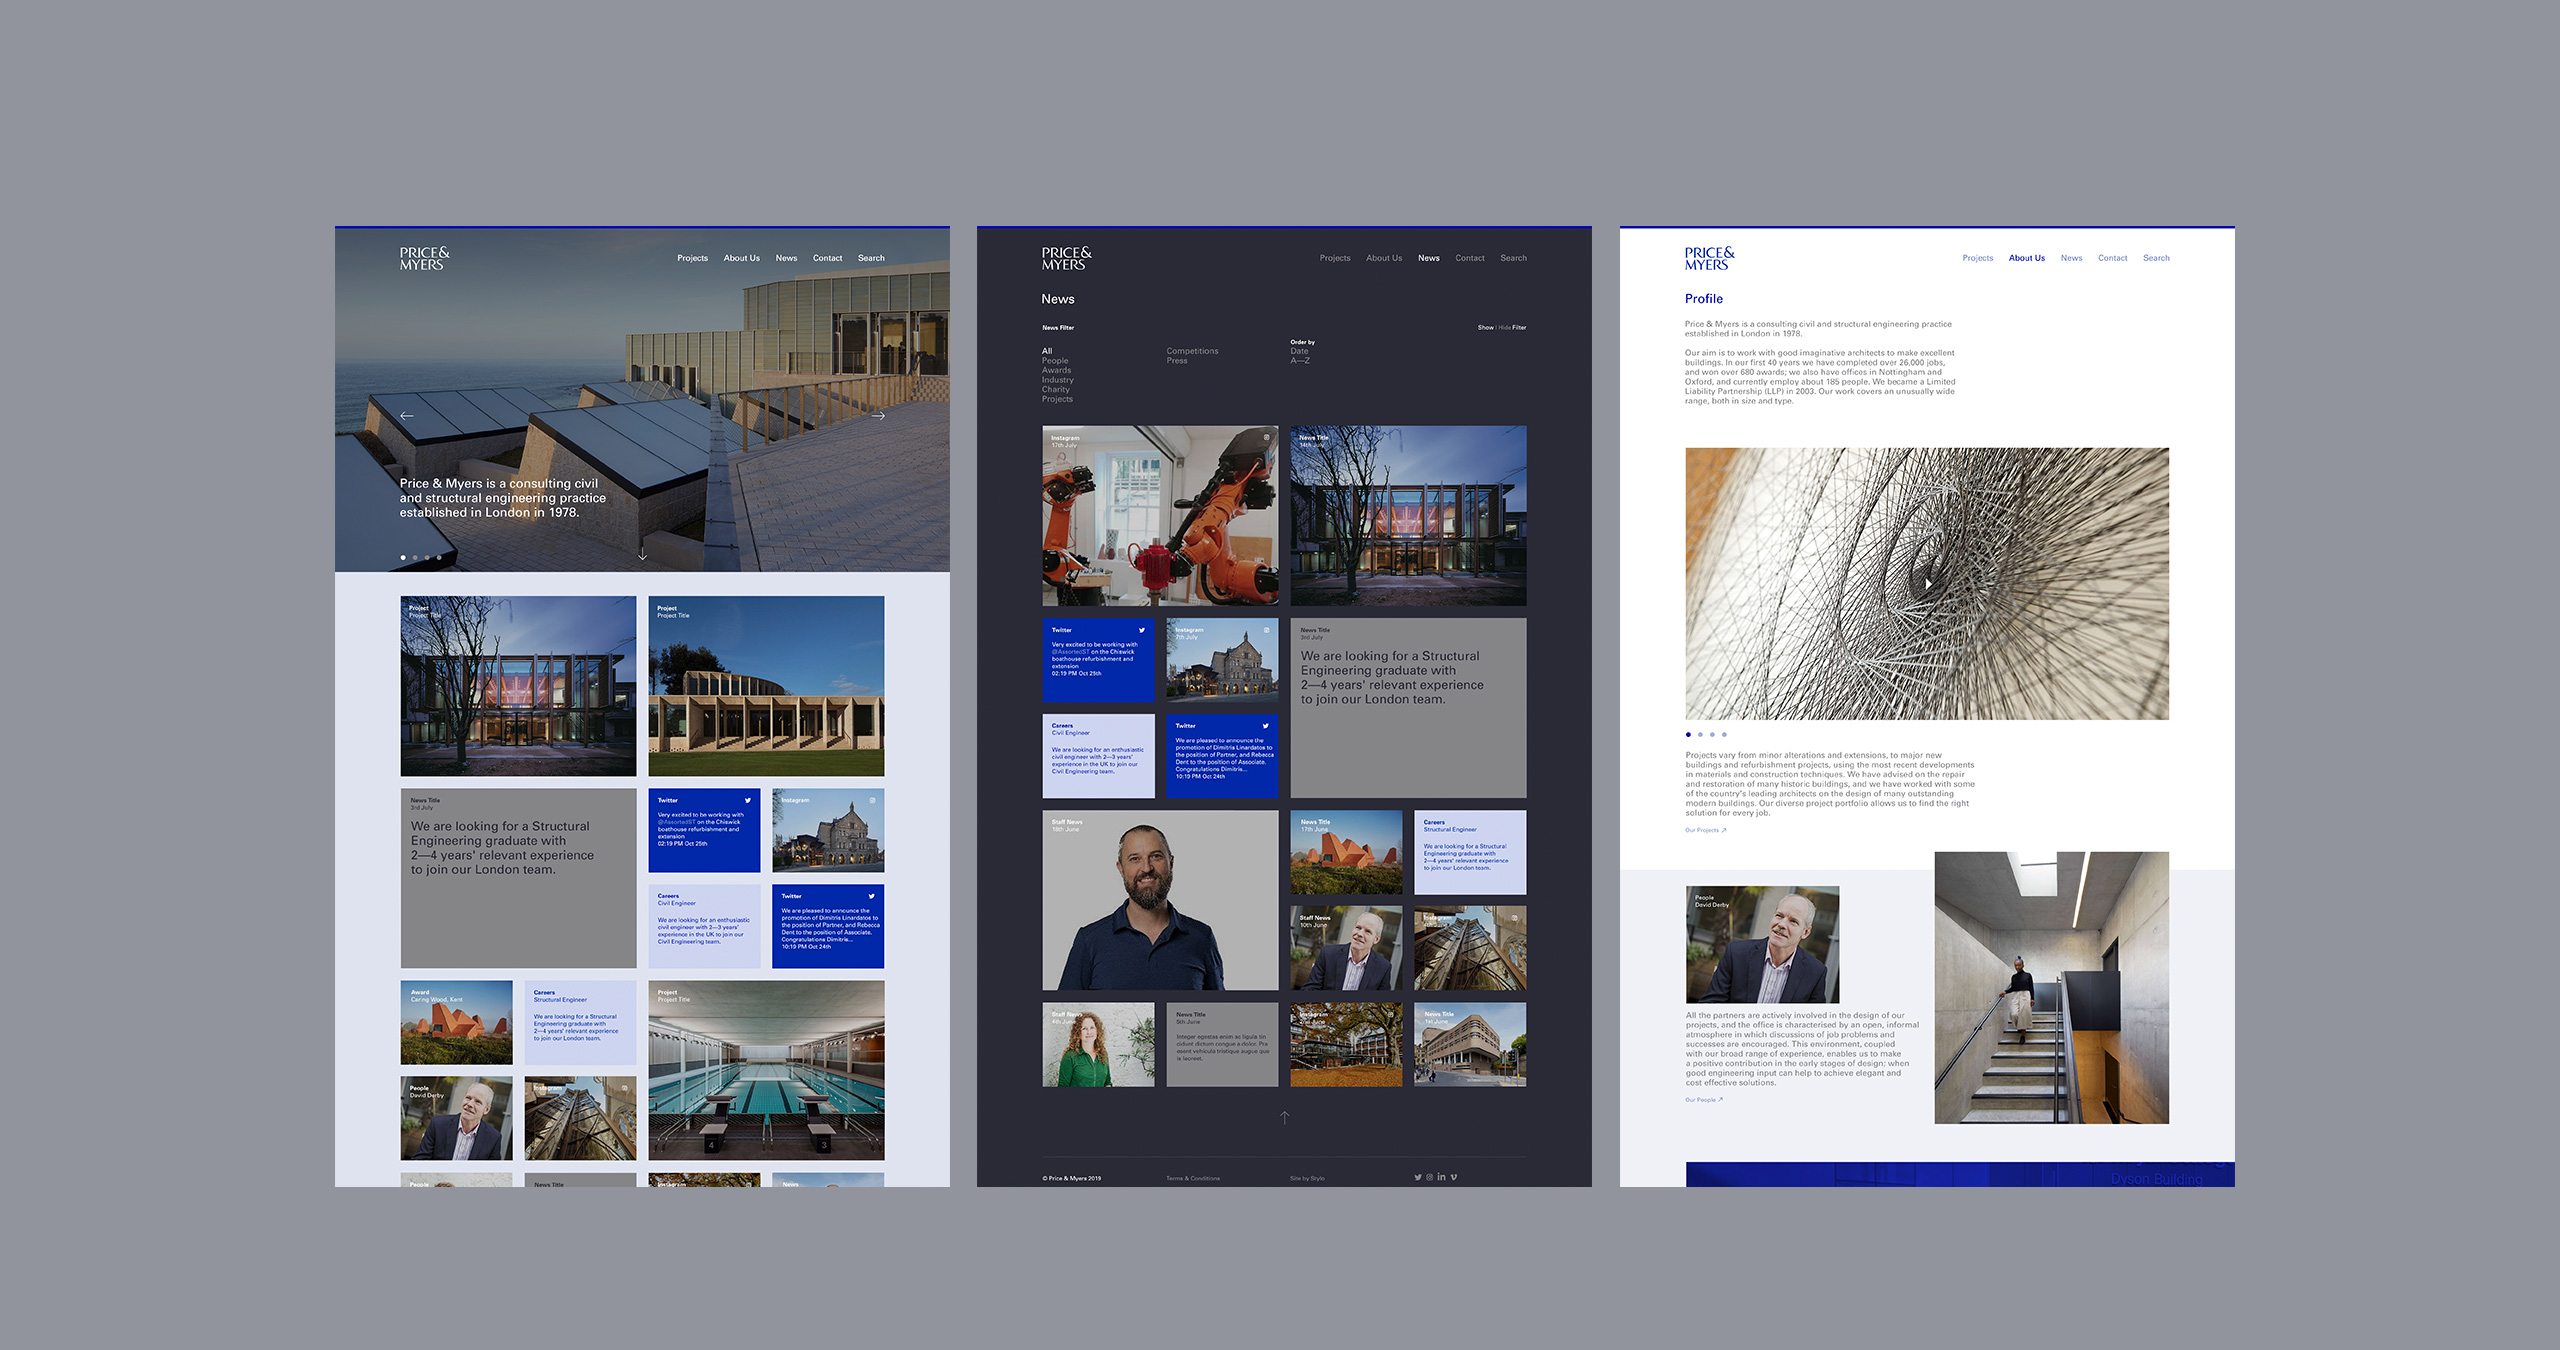 PRICE&
MYERS
Projects About Us News Contact Search
Price & Myers is a consulting civil
and structural engineering practice
established in London in 1978.
Project
Project Title
Project
Project Title
News Title
3rd July
We are looking for a Structural
Engineering graduate with
2—4 years' relevant experience
to join our London team.
Twitter
Very excited to be working with
@AssortedST on the Chiswick
boathouse refurbishment and
extension
02:19 PM Oct 25th
Instagram
Careers
Civil Engineer
We are looking for an enthusiastic
civil engineer with 2—3 years'
experience in the UK to join our
Civil Engineering team.
Twitter
We are pleased to announce the
promotion of Dimitris Linardatos to
the position of Partner, and Rebecca
Dent to the position of Associate.
Congratulations Dimitris...
10:19 PM Oct 24th
Award
Caring Wood, Kent
Careers
Structural Engineer
We are looking for a Structural
Engineering graduate with
2—4 years' relevant experience
to join our London team.
Project
Project Title
People
David Derby
Instagram
4
3
People
News Title
Instagram
News
PRICE&
MYERS
Projects About Us News Contact Search
News
News Filter
Show | Hide Filter
All
People
Awards
Industry
Charity
Projects
Competitions
Press
Order by
Date
A—Z
Instagram
17th July
News Title
14th July
Twitter
Very excited to be working with
@AssortedST on the Chiswick
boathouse refurbishment and
extension
02:19 PM Oct 25th
Instagram
7th July
News Title
3rd July
We are looking for a Structural
Engineering graduate with
2—4 years' relevant experience
to join our London team.
Careers
Civil Engineer
We are looking for an enthusiastic
civil engineer with 2—3 years'
experience in the UK to join our
Civil Engineering team.
Twitter
We are pleased to announce the
promotion of Dimitris Linardatos to
the position of Partner, and Rebecca
Dent to the position of Associate.
Congratulations Dimitris...
10:19 PM Oct 24th
Staff News
18th June
News Title
17th June
Careers
Structural Engineer
We are looking for a Structural
Engineering graduate with
2—4 years' relevant experience
to join our London team.
Staff News
10th June
Instagram
Staff News
4th June
News Title
5th June
Integer egestas enim ac ligula tin
cidunt dictum congue a dolor. Pra
esent vehicula tristique augue que
is laoreet.
Instagram
News Title
1st June
© Price & Myers 2019
Terms & Conditions
Site by Stylo
PRICE&
MYERS
Projects About Us News Contact Search
Profile
Price & Myers is a consulting civil and structural engineering practice
established in London in 1978.
Our aim is to work with good imaginative architects to make excellent
buildings. In our first 40 years we have completed over 26,000 jobs,
and won over 680 awards; we also have offices in Nottingham and
Oxford, and currently employ about 185 people. We became a Limited
Liability Partnership (LLP) in 2003. Our work covers an unusually wide
range, both in size and type.
Projects vary from minor alterations and extensions, to major new
buildings and refurbishment projects, using the most recent developments
in materials and construction techniques. We have advised on the repair
and restoration of many historic buildings, and we have worked with some
of the country's leading architects on the design of many outstanding
modern buildings. Our diverse project portfolio allows us to find the right
solution for every job.
Our Projects ↗
People
David Derby
All the partners are actively involved in the design of our
projects, and the office is characterised by an open, informal
atmosphere in which discussions of job problems and
successes are encouraged. This environment, coupled
with our broad range of experience, enables us to make
a positive contribution in the early stages of design; when
good engineering input can help to achieve elegant and
cost effective solutions.
Our People ↗
Dyson Building